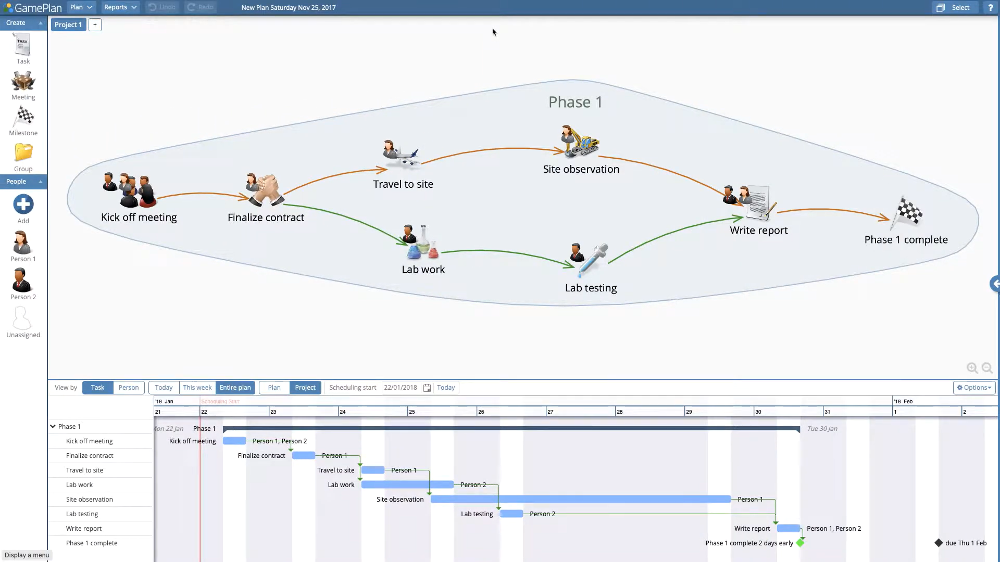 GamePlan Plan Reports Undo Redo New Plan Saturday Nov 25, 2017 Select ?
Create Project 1 +
Task
Meeting
Milestone
Group
People
Add
Person 1
Person 2
Unassigned
Phase 1
Kick off meeting
Finalize contract
Travel to site
Site observation
Lab work
Lab testing
Write report
Phase 1 complete
View by Task Person Today This week Entire plan Plan Project Scheduling start 22/01/2018 Today Options
'18 Jan Scheduling Start '18 Feb
21 22 23 24 25 26 27 28 29 30 31 1 2
Phase 1 Mon 22 Jan Phase 1 Tue 30 Jan
Kick off meeting Kick off meeting Person 1, Person 2
Finalize contract Finalize contract Person 1
Travel to site Travel to site Person 1
Lab work Lab work Person 2
Site observation Site observation Person 1
Lab testing Lab testing Person 2
Write report Write report Person 1, Person 2
Phase 1 complete Phase 1 complete 2 days early due Thu 1 Feb
Display a menu